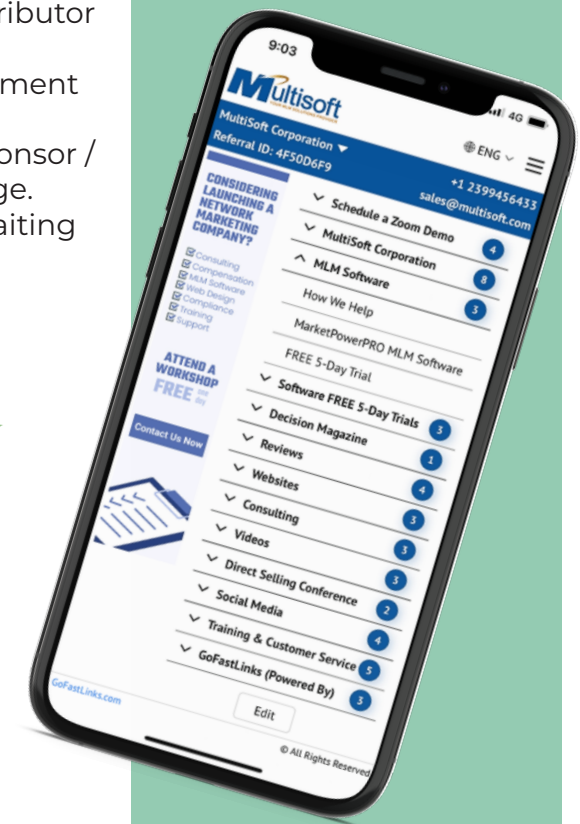 ributor
ment
onsor /
ge.
aiting
9:03
4G
Multisoft
ENG
MultiSoft Corporation
Referral ID: 4F50D6F9
+1 2399456433
sales@multisoft.com
CONSIDERING
LAUNCHING A
NETWORK
MARKETING
COMPANY?
Consulting
Compensation
MLM Software
Web Design
Compliance
Training
Support
ATTEND A
WORKSHOP
FREE
Contact Us Now
Schedule a Zoom Demo 4
MultiSoft Corporation 8
MLM Software 3
How We Help
MarketPowerPRO MLM Software
FREE 5-Day Trial
Software FREE 5-Day Trials 3
Decision Magazine 1
Reviews 4
Websites 3
Consulting 3
Videos 3
Direct Selling Conference 2
Social Media 4
Training & Customer Service 5
GoFastLinks (Powered By) 3
Edit
GoFastLinks.com
© All Rights Reserved